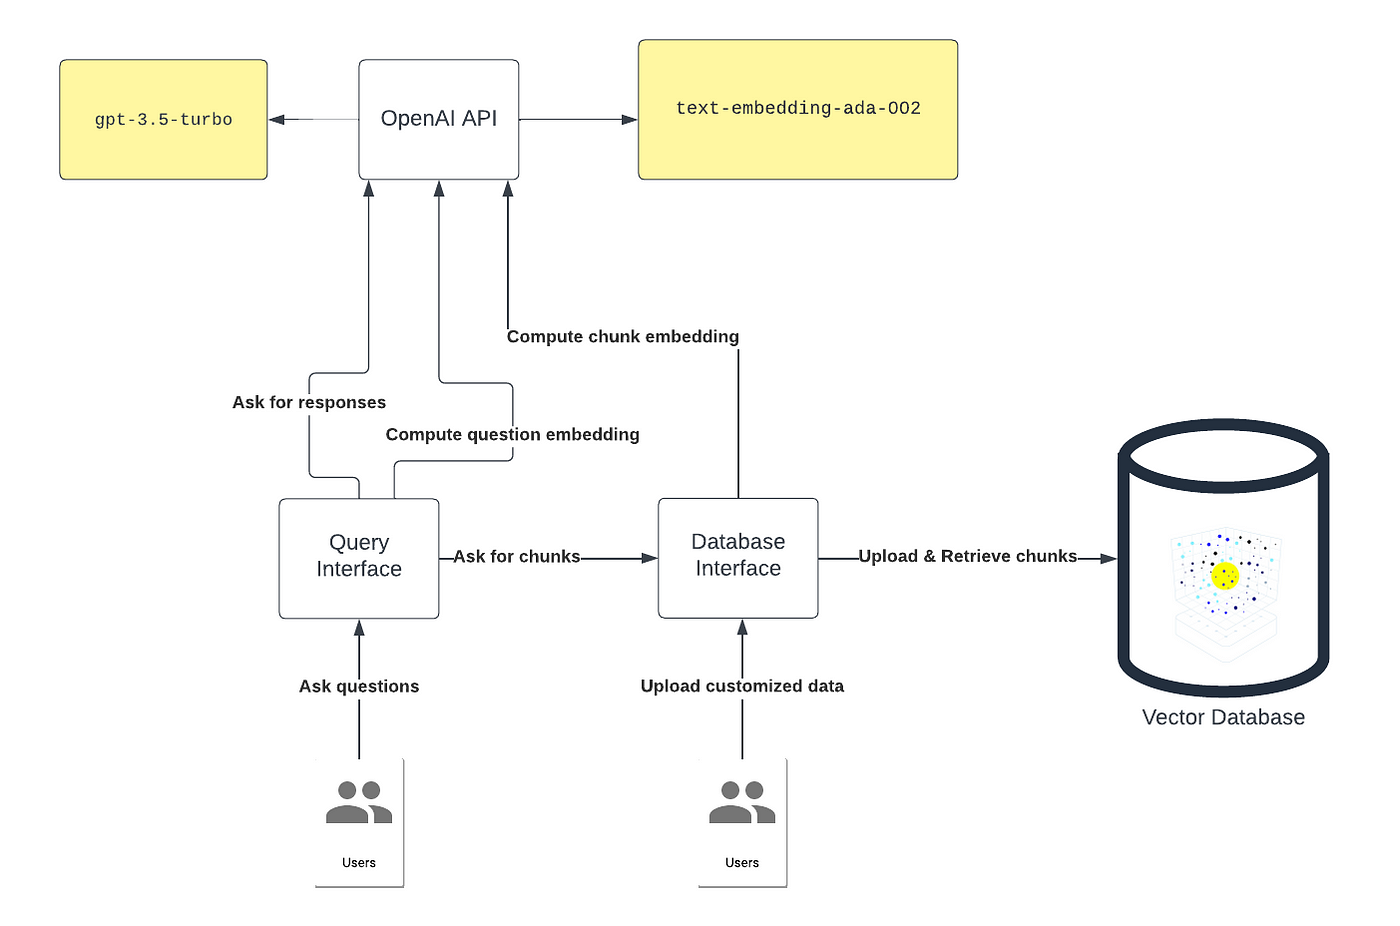 gpt-3.5-turbo
OpenAI API
text-embedding-ada-002
Compute chunk embedding
Ask for responses
Compute question embedding
Query
Interface
Ask for chunks
Database
Interface
Upload & Retrieve chunks
Ask questions
Upload customized data
Vector Database
Users
Users